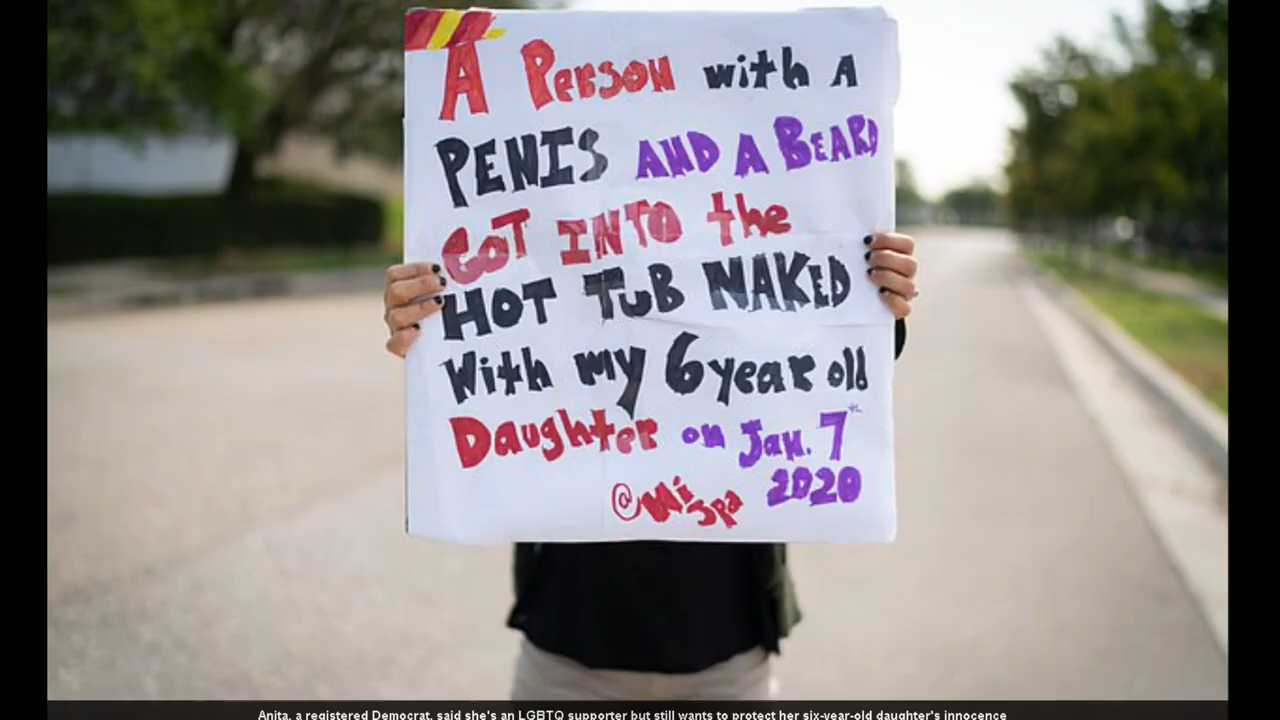 A Person with A
PENIS AND A BEARD
GOT INTO the
HOT TUB NAKED
With my 6 year old
Daughter on Jan. 7th
2020
@Wi Spa
Anita, a registered Democrat, said she's an LGBTQ supporter but still wants to protect her six-year-old daughter's innocence